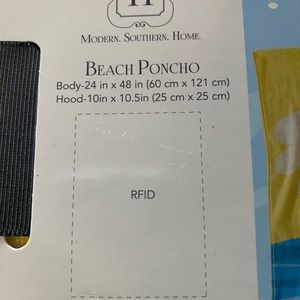 H
MODERN. SOUTHERN. HOME.
BEACH PONCHO
Body-24 in x 48 in (60 cm x 121 cm)
Hood-10in x 10.5in (25 cm x 25 cm)
RFID